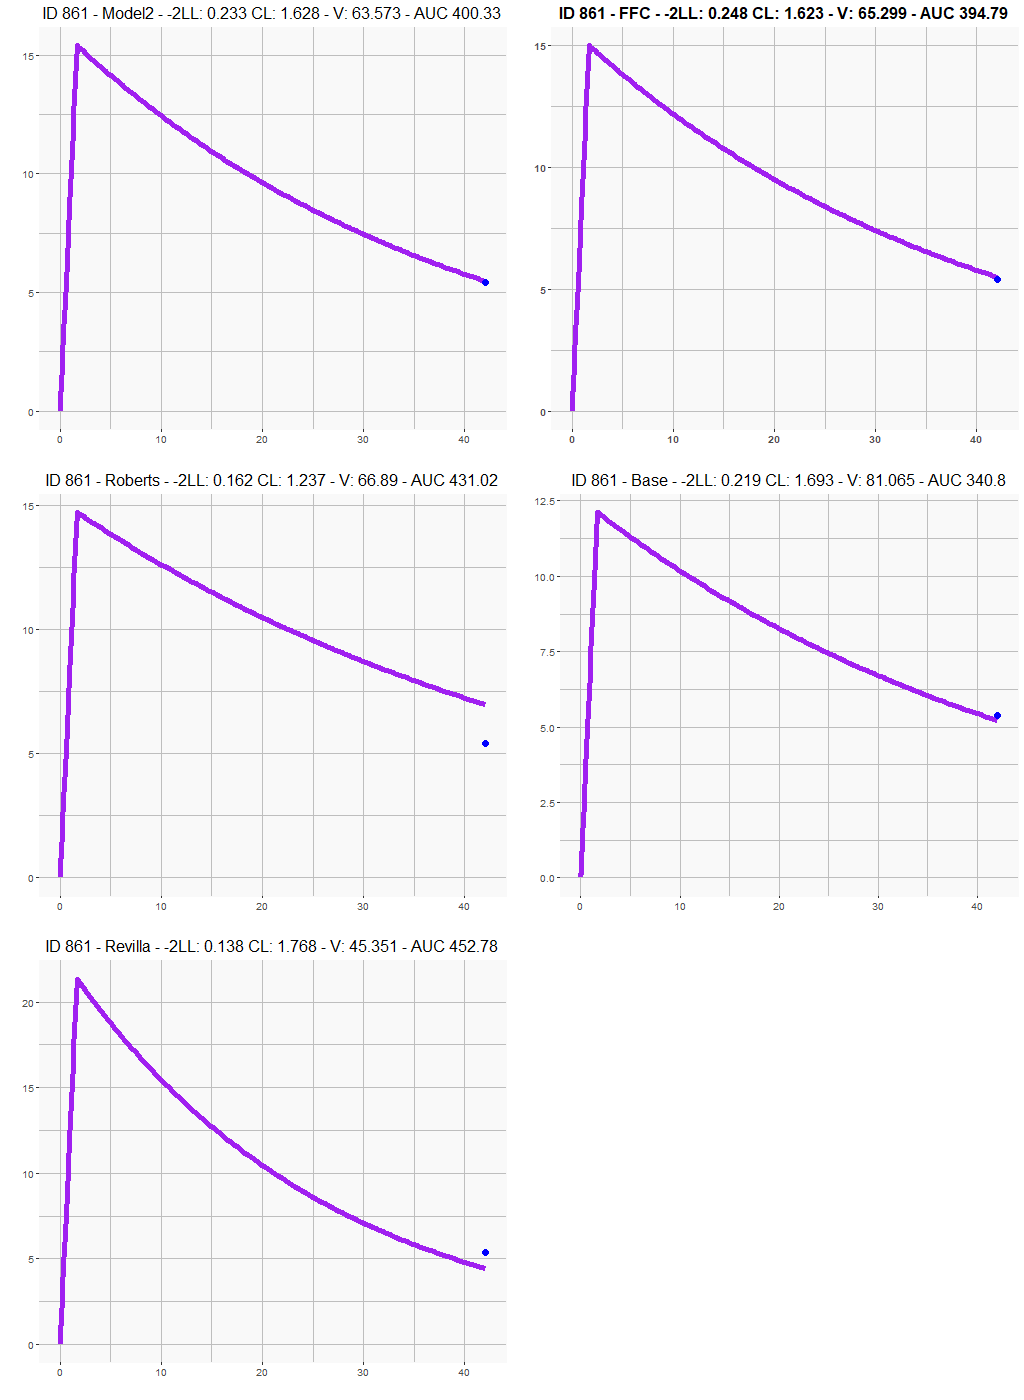 ID 861 - Model2 - -2LL: 0.233 CL: 1.628 - V: 63.573 - AUC 400.33
15
10
5
0
0 10 20 30 40
ID 861 - FFC - -2LL: 0.248 CL: 1.623 - V: 65.299 - AUC 394.79
15
10
5
0
0 10 20 30 40
ID 861 - Roberts - -2LL: 0.162 CL: 1.237 - V: 66.89 - AUC 431.02
15
10
5
0
0 10 20 30 40
ID 861 - Base - -2LL: 0.219 CL: 1.693 - V: 81.065 - AUC 340.8
12.5
10.0
7.5
5.0
2.5
0.0
0 10 20 30 40
ID 861 - Revilla - -2LL: 0.138 CL: 1.768 - V: 45.351 - AUC 452.78
20
15
10
5
0
0 10 20 30 40